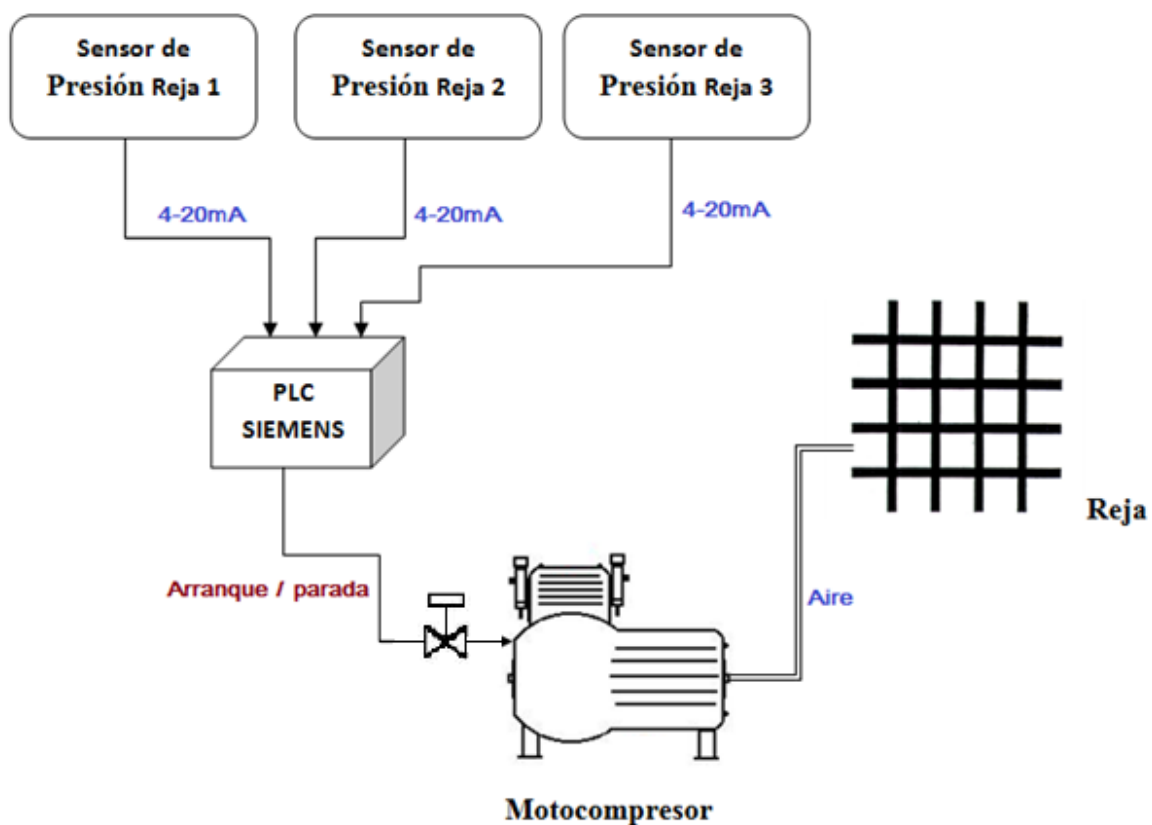 Sensor de
Presión Reja 1
Sensor de
Presión Reja 2
Sensor de
Presión Reja 3
4-20mA
4-20mA
4-20mA
PLC
SIEMENS
Reja
Arranque / parada
Aire
Motocompresor